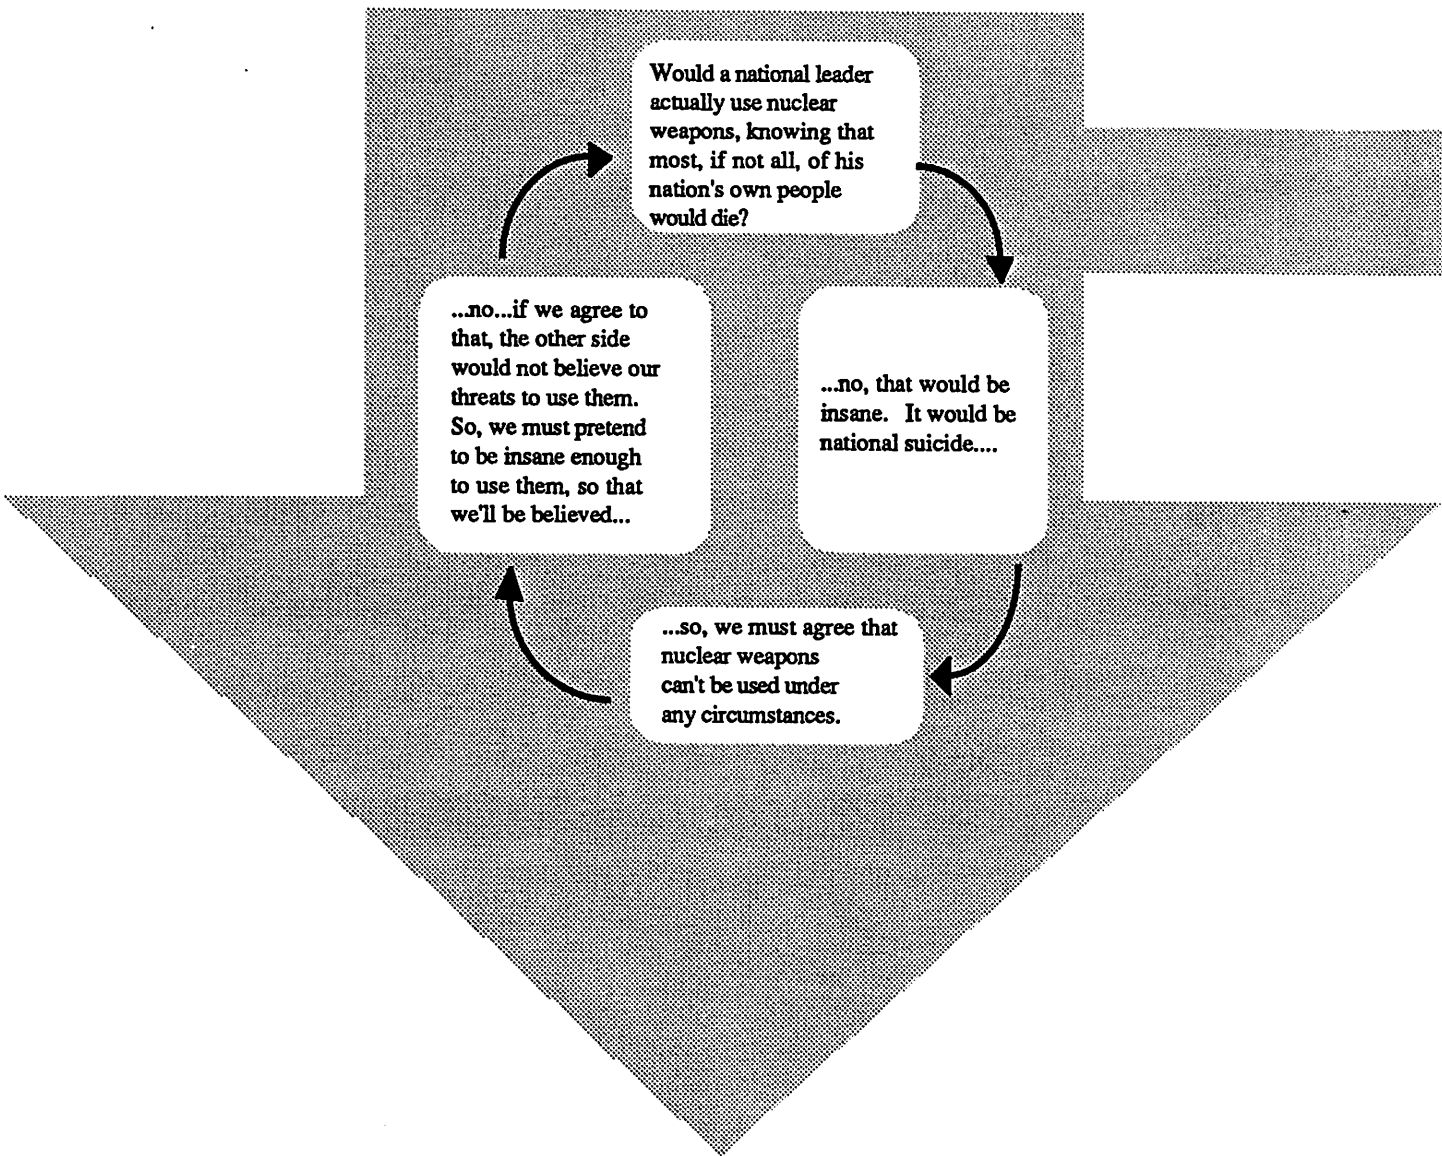 Would a national leader
actually use nuclear
weapons, knowing that
most, if not all, of his
nation's own people
would die?
...no, that would be
insane. It would be
national suicide....
...so, we must agree that
nuclear weapons
can't be used under
any circumstances.
...no...if we agree to
that, the other side
would not believe our
threats to use them.
So, we must pretend
to be insane enough
to use them, so that
we'll be believed...